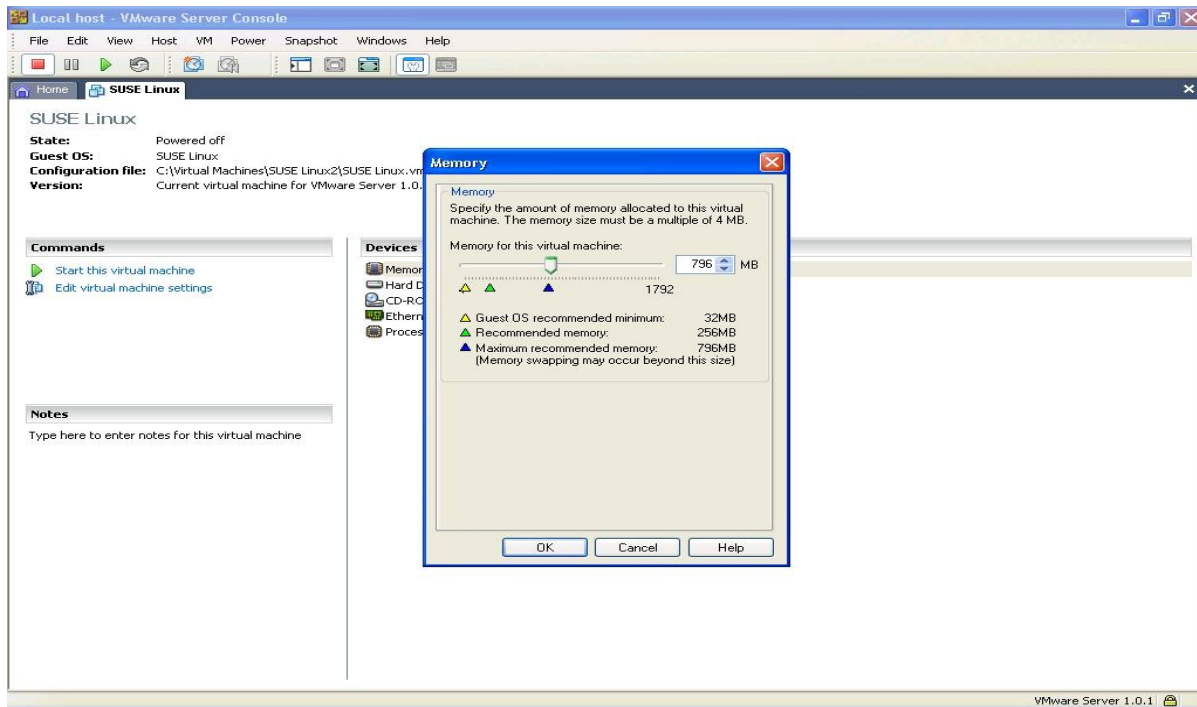 Local host - VMware Server Console
File Edit View Host VM Power Snapshot Windows Help
Home SUSE Linux
SUSE Linux
State: Powered off
Guest OS: SUSE Linux
Configuration file: C:\Virtual Machines\SUSE Linux2\SUSE Linux.vm
Version: Current virtual machine for VMware Server 1.0.
Commands
Start this virtual machine
Edit virtual machine settings
Notes
Type here to enter notes for this virtual machine
Devices
Memor
Hard D
CD-RO
Ethern
Proces
Memory
Memory
Specify the amount of memory allocated to this virtual
machine. The memory size must be a multiple of 4 MB.
Memory for this virtual machine:
796 MB
1792
Guest OS recommended minimum: 32MB
Recommended memory: 256MB
Maximum recommended memory: 796MB
(Memory swapping may occur beyond this size)
OK Cancel Help
VMware Server 1.0.1